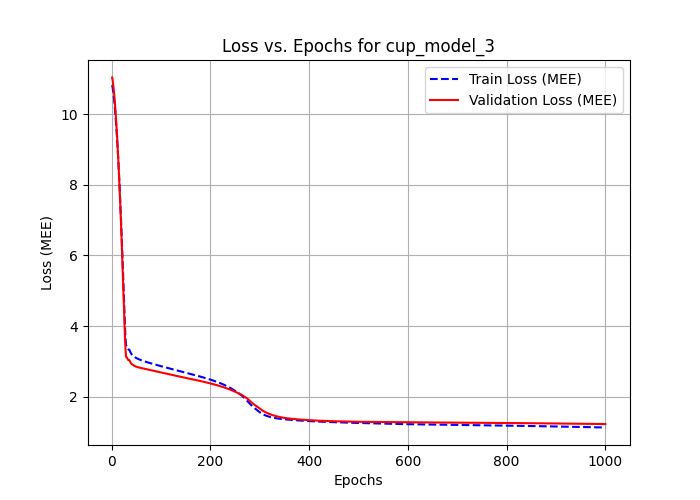 Loss vs. Epochs for cup_model_3
Train Loss (MEE)
Validation Loss (MEE)
Loss (MEE)
10
8
6
4
2
0 200 400 600 800 1000
Epochs